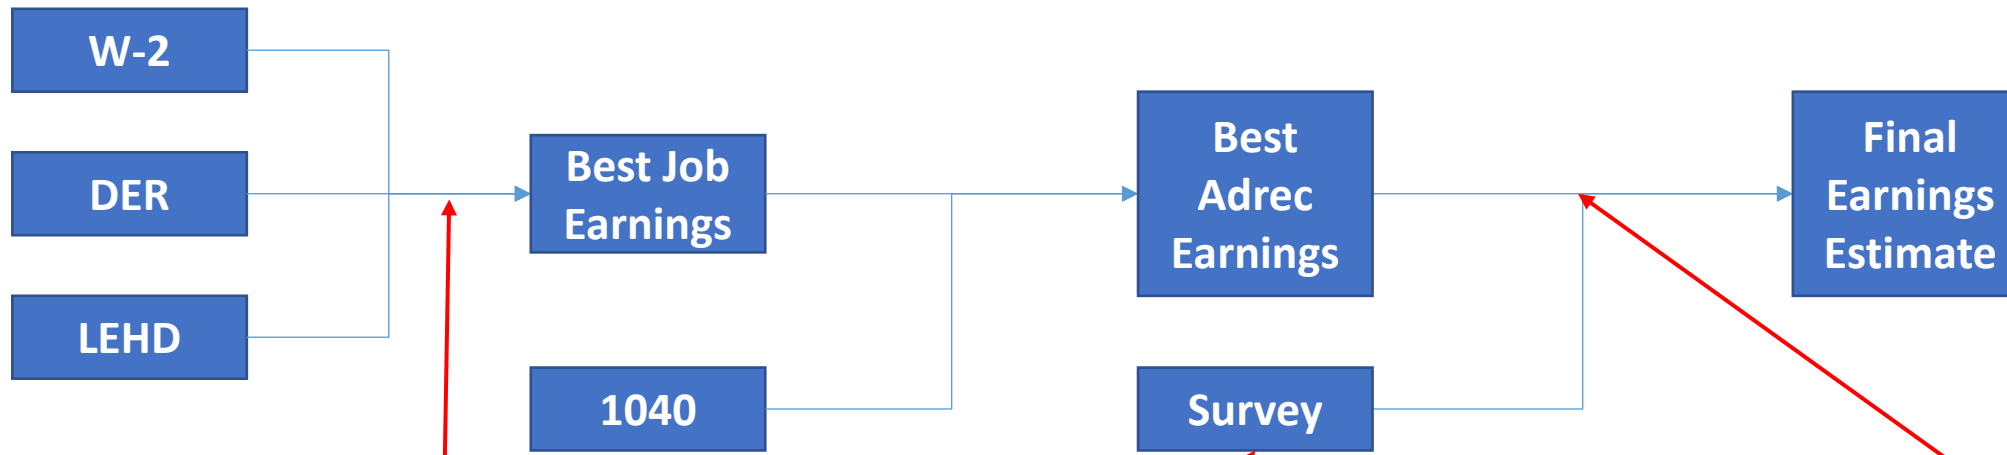 W-2
DER
LEHD
Best Job
Earnings
1040
Best
Adrec
Earnings
Survey
Final
Earnings
Estimate